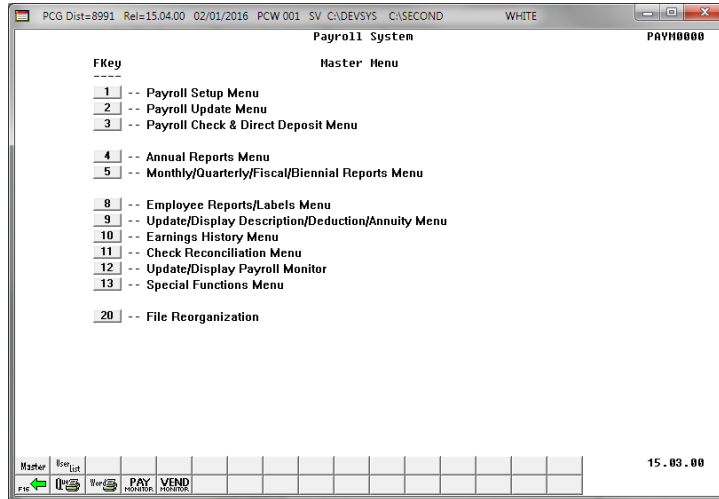 PCG Dist=8991 Rel=15.04.00 02/01/2016 PCW 001 SV C:\DEVSYS C:\SECOND WHITE
Payroll System PAYM0000
FKey Master Menu
----
1 -- Payroll Setup Menu
2 -- Payroll Update Menu
3 -- Payroll Check & Direct Deposit Menu
4 -- Annual Reports Menu
5 -- Monthly/Quarterly/Fiscal/Biennial Reports Menu
8 -- Employee Reports/Labels Menu
9 -- Update/Display Description/Deduction/Annuity Menu
10 -- Earnings History Menu
11 -- Check Reconciliation Menu
12 -- Update/Display Payroll Monitor
13 -- Special Functions Menu
20 -- File Reorganization
Master User List 15.03.00
F16 Que Word PAY MONITOR VEND MONITOR